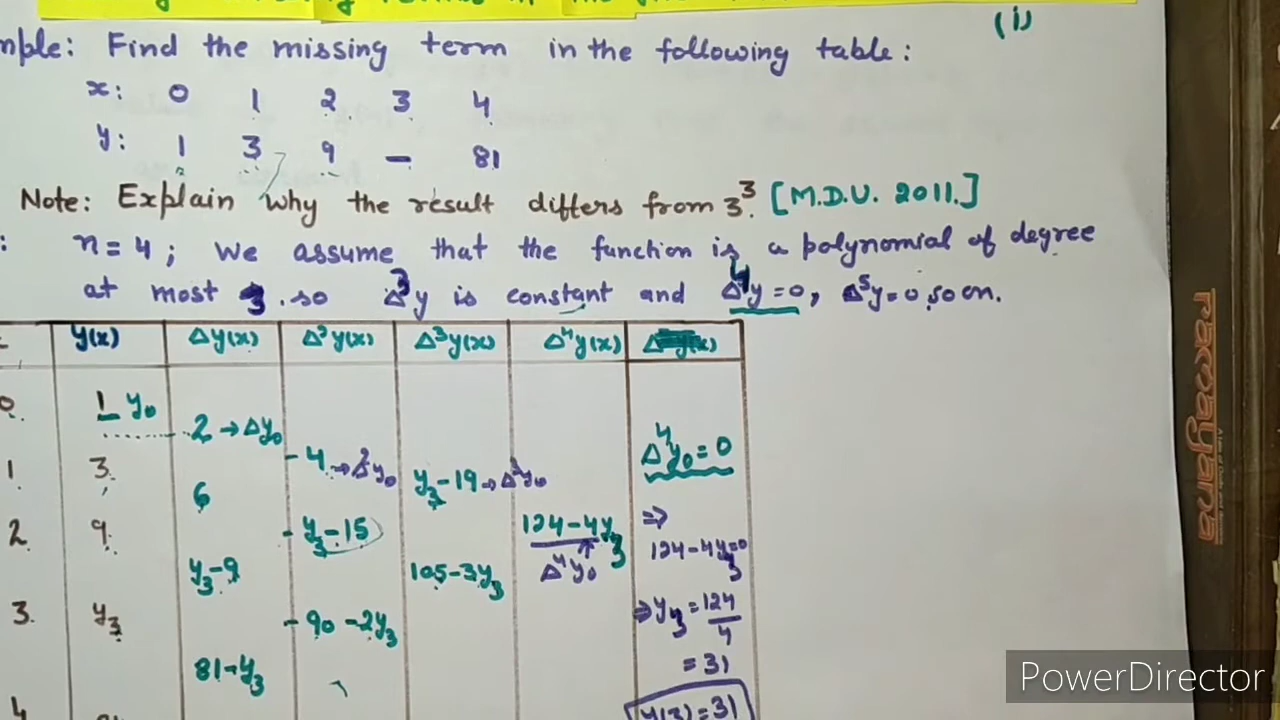 (i)
mple: Find the missing term in the following table:
x: 0 1 2 3 4
y: 1 3 9 — 81
Note: Explain why the result differs from 3³. [M.D.U. 2011.]
: n=4; we assume that the function is a polynomial of degree
at most 3. so Δ³y is constant and Δ⁴y=0, Δ⁵y=0 so on.
y(x) Δy(x) Δ²y(x) Δ³y(x) Δ⁴y(x)
0 1 y₀
2→Δy₀
4→Δ²y₀
Δ⁴y₀=0
1 3
y₃-19→Δ³y₀
6
2 9
y₃-15
124-4y₃
⇒
124-4y₃=0
y₃-9
105-3y₃
Δ⁴y₀
3. y₃
90-2y₃
⇒y₃=124/4
81-y₃
=31
4
y(3)=31
ramayana
PowerDirector